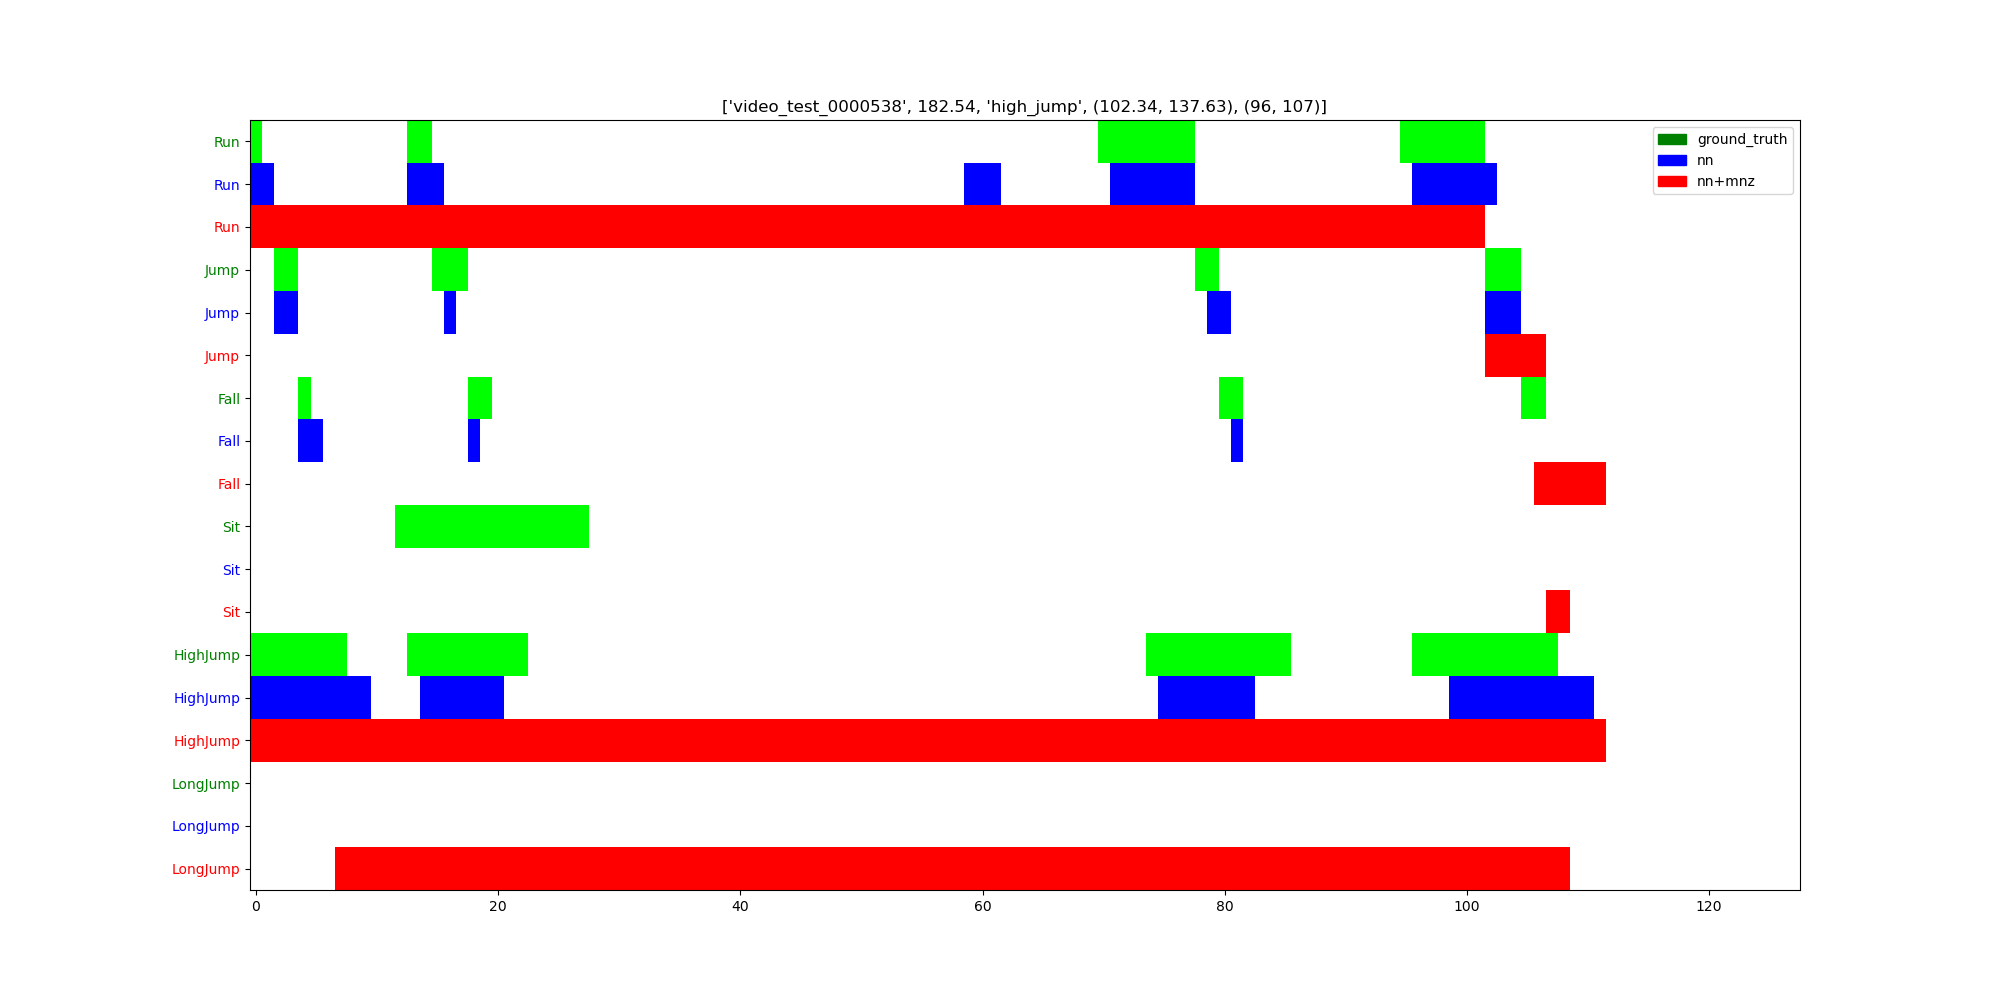 ['video_test_0000538', 182.54, 'high_jump', (102.34, 137.63), (96, 107)]
Run
Run
Run
Jump
Jump
Jump
Fall
Fall
Fall
Sit
Sit
Sit
HighJump
HighJump
HighJump
LongJump
LongJump
LongJump
ground_truth
nn
nn+mnz
0 20 40 60 80 100 120